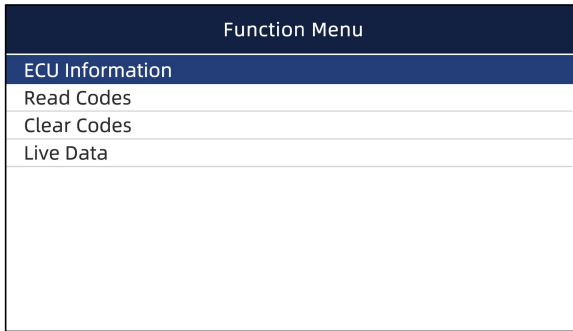 Function Menu
ECU Information
Read Codes
Clear Codes
Live Data